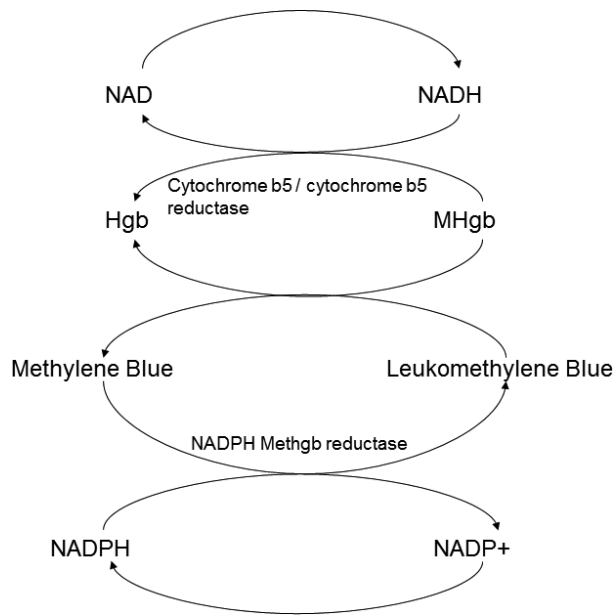 NAD
NADH
Cytochrome b5 / cytochrome b5
reductase
Hgb
MHgb
Methylene Blue
Leukomethylene Blue
NADPH Methgb reductase
NADPH
NADP+